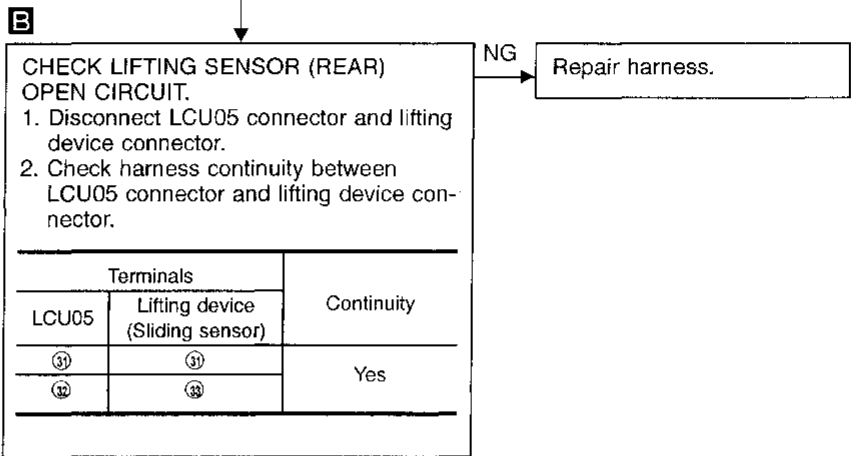 B
CHECK LIFTING SENSOR (REAR)
OPEN CIRCUIT.
1. Disconnect LCU05 connector and lifting
device connector.
2. Check harness continuity between
LCU05 connector and lifting device con-
nector.
NG
Repair harness.
Terminals
Continuity
LCU05
Lifting device
(Sliding sensor)
㉛ ㉛
Yes
㉜ ㉝